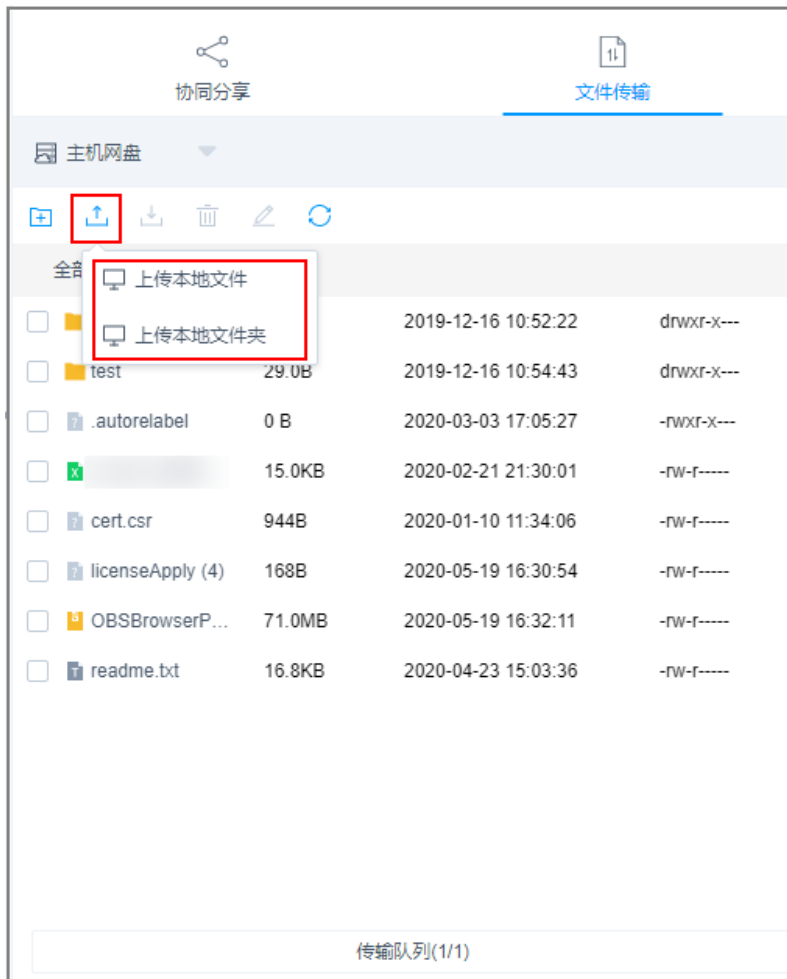 协同分享
文件传输
主机网盘
全部
上传本地文件
上传本地文件夹
2019-12-16 10:52:22 drwxr-x---
test 29.0B 2019-12-16 10:54:43 drwxr-x---
.autorelabel 0 B 2020-03-03 17:05:27 -rwxr-x---
15.0KB 2020-02-21 21:30:01 -rw-r-----
cert.csr 944B 2020-01-10 11:34:06 -rw-r-----
licenseApply (4) 168B 2020-05-19 16:30:54 -rw-r-----
OBSBrowserP... 71.0MB 2020-05-19 16:32:11 -rw-r-----
readme.txt 16.8KB 2020-04-23 15:03:36 -rw-r-----
传输队列(1/1)